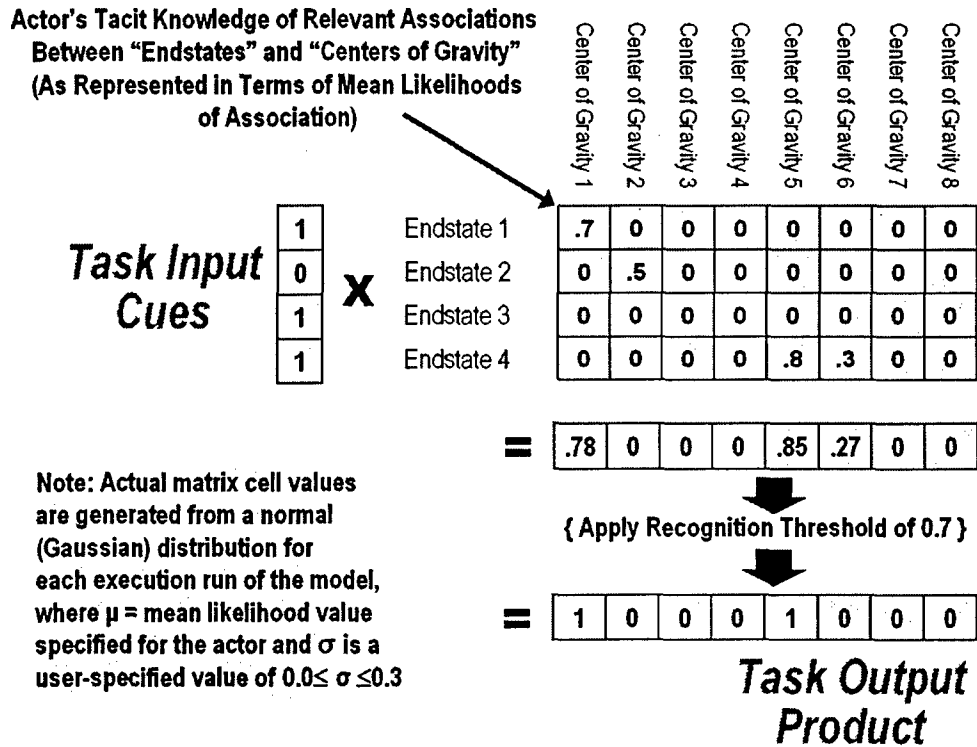 Actor's Tacit Knowledge of Relevant Associations
Between "Endstates" and "Centers of Gravity"
(As Represented in Terms of Mean Likelihoods
of Association)
Center of Gravity 1
Center of Gravity 2
Center of Gravity 3
Center of Gravity 4
Center of Gravity 5
Center of Gravity 6
Center of Gravity 7
Center of Gravity 8
Task Input
Cues
1
0
1
1
X
Endstate 1 .7 0 0 0 0 0 0 0
Endstate 2 0 .5 0 0 0 0 0 0
Endstate 3 0 0 0 0 0 0 0 0
Endstate 4 0 0 0 0 .8 .3 0 0
= .78 0 0 0 .85 .27 0 0
{ Apply Recognition Threshold of 0.7 }
= 1 0 0 0 1 0 0 0
Task Output
Product
Note: Actual matrix cell values
are generated from a normal
(Gaussian) distribution for
each execution run of the model,
where μ = mean likelihood value
specified for the actor and σ is a
user-specified value of 0.0≤ σ ≤0.3